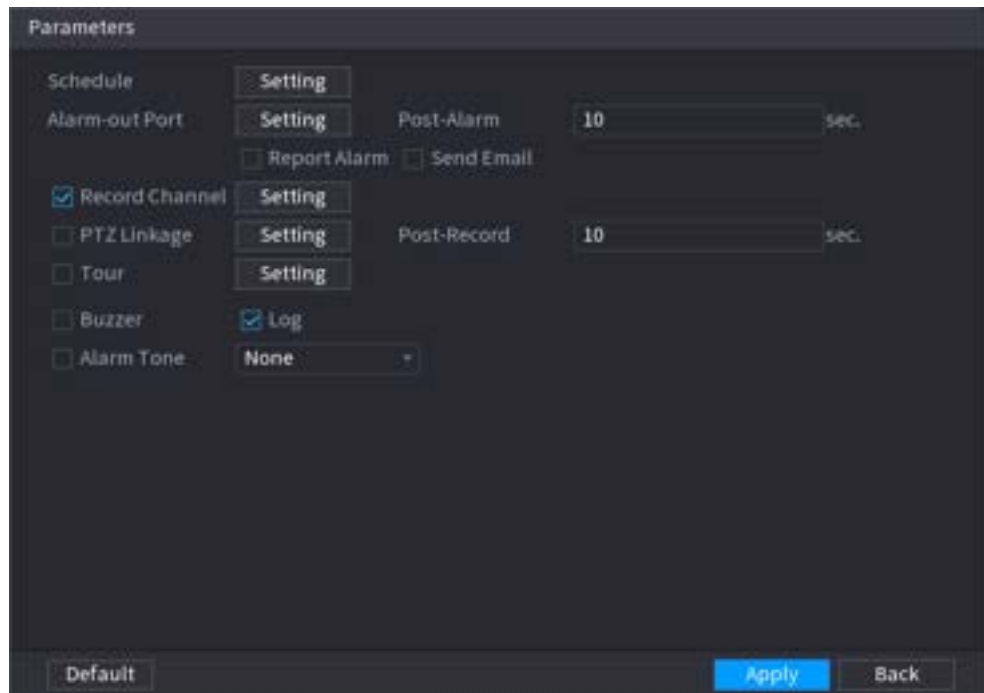 Parameters
Schedule Setting
Alarm-out Port Setting Post-Alarm 10 sec.
Report Alarm Send Email
Record Channel Setting
PTZ Linkage Setting Post-Record 10 sec.
Tour Setting
Buzzer Log
Alarm Tone None
Default Apply Back